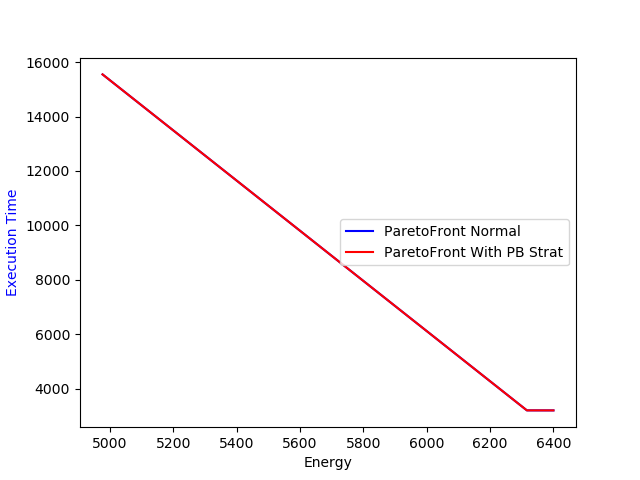 16000
14000
12000
10000
8000
6000
4000
Execution Time
ParetoFront Normal
ParetoFront With PB Strat
5000 5200 5400 5600 5800 6000 6200 6400
Energy